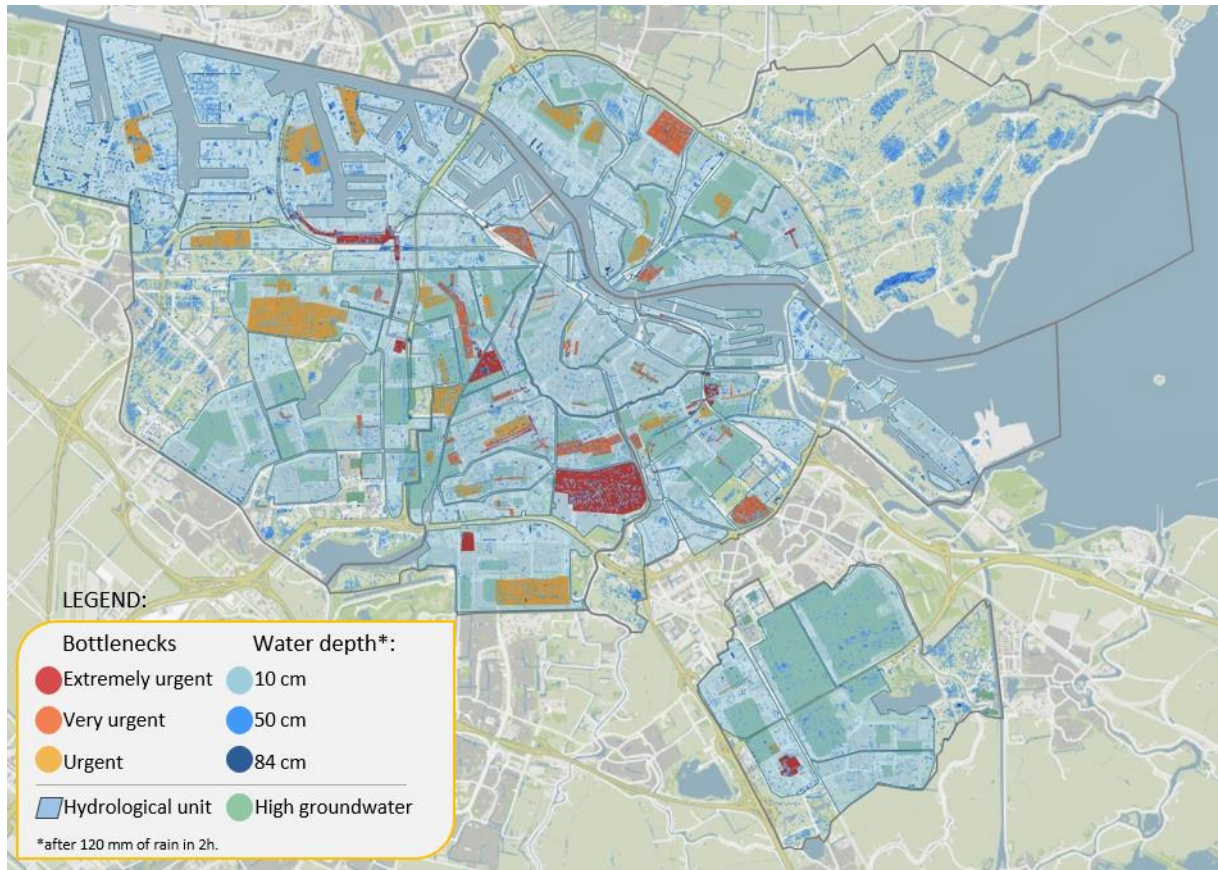 LEGEND:
Bottlenecks Water depth*:
Extremely urgent 10 cm
Very urgent 50 cm
Urgent 84 cm
Hydrological unit High groundwater
*after 120 mm of rain in 2h.